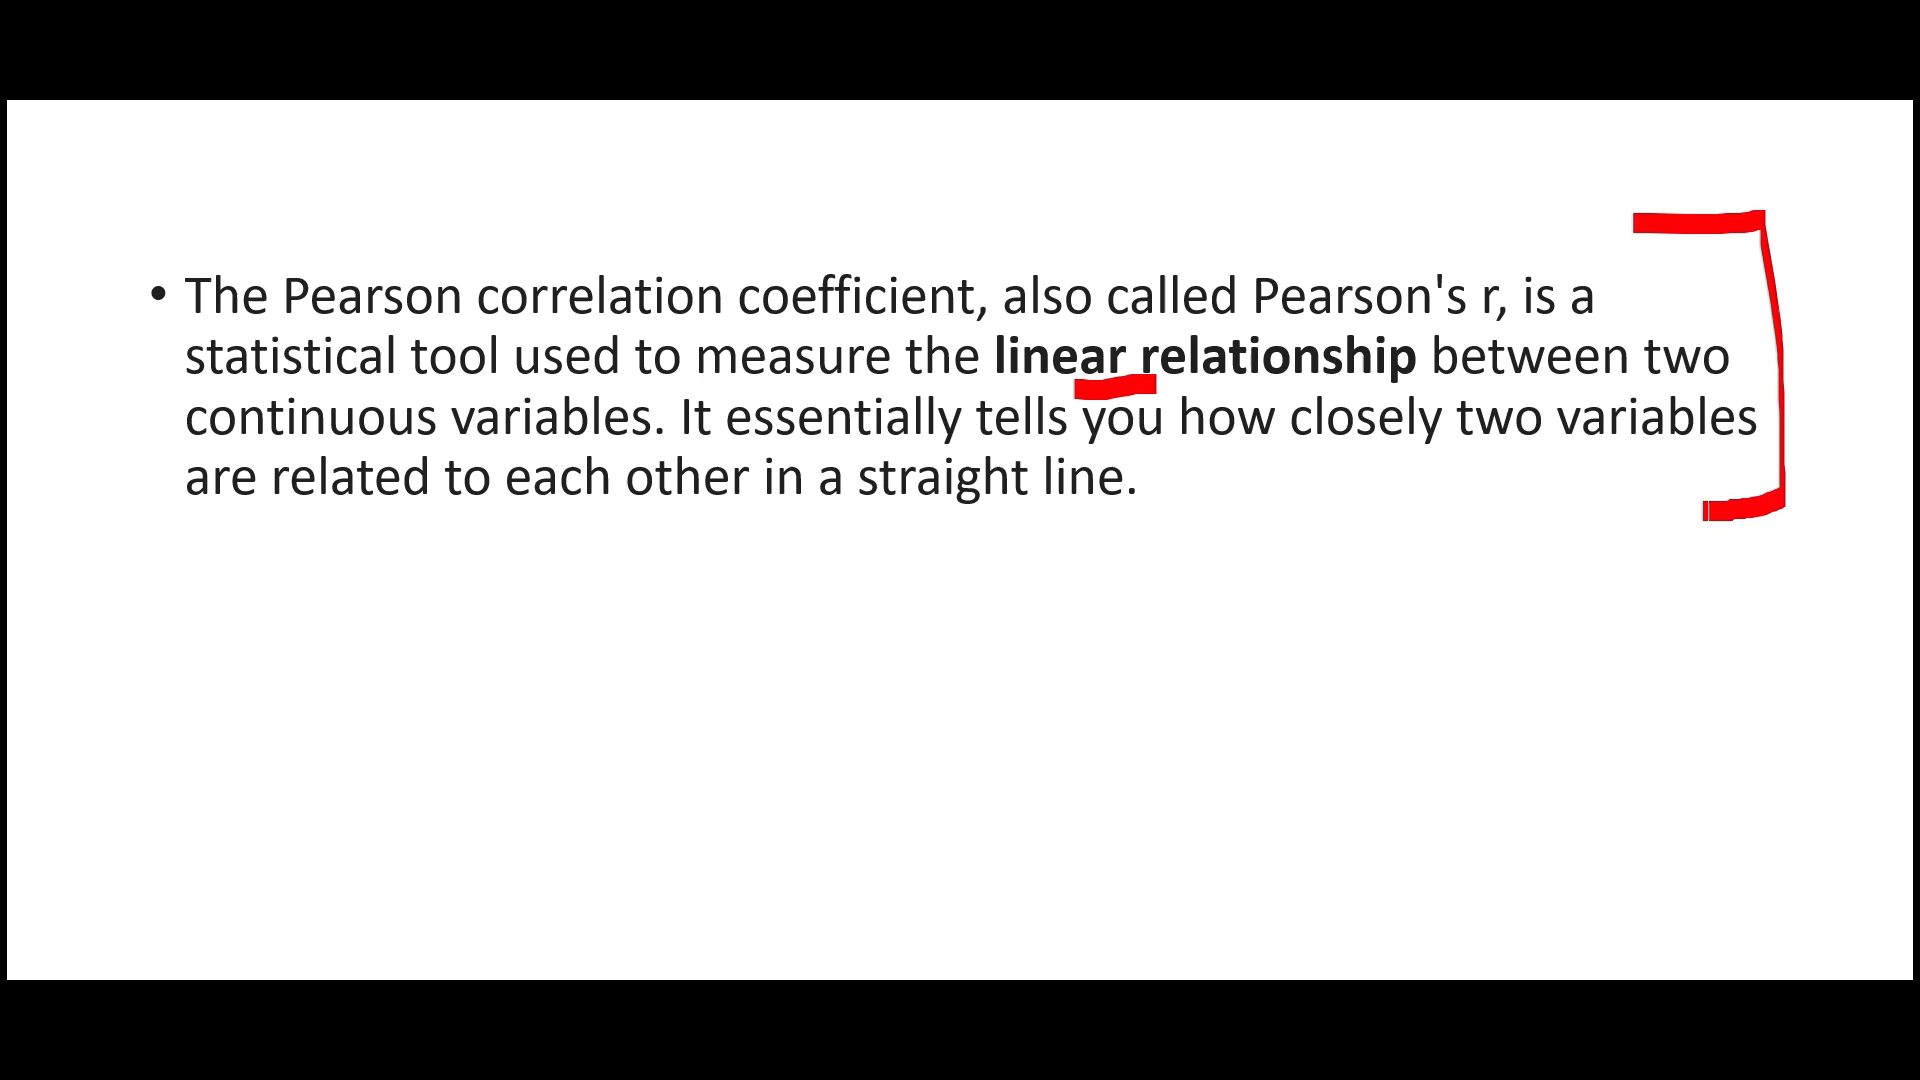 • The Pearson correlation coefficient, also called Pearson's r, is a
statistical tool used to measure the linear relationship between two
continuous variables. It essentially tells you how closely two variables
are related to each other in a straight line.